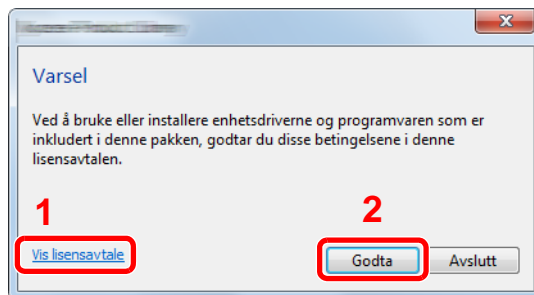 Varsel
Ved å bruke eller installere enhetsdriverne og programvaren som er
inkludert i denne pakken, godtar du disse betingelsene i denne
lisensavtalen.
1
2
Vis lisensavtale
Godta
Avslutt